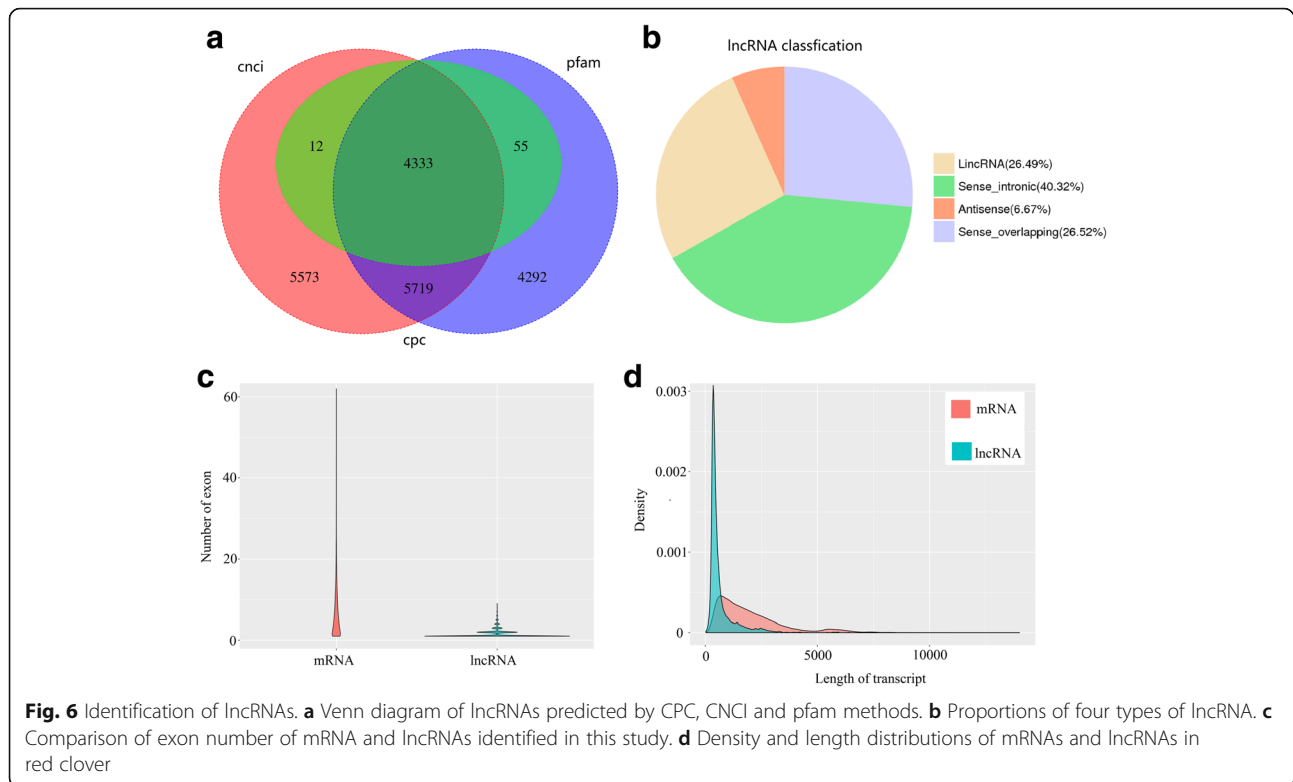 a
cnci
pfam
12
4333
55
5573
5719
4292
cpc
b
lncRNA classfication
LincRNA(26.49%)
Sense_intronic(40.32%)
Antisense(6.67%)
Sense_overlapping(26.52%)
c
Number of exon
60
40
20
0
mRNA
lncRNA
d
Density
0.003
0.002
0.001
0
mRNA
lncRNA
0
5000
10000
Length of transcript
Fig. 6 Identification of lncRNAs. a Venn diagram of lncRNAs predicted by CPC, CNCI and pfam methods. b Proportions of four types of lncRNA. c
Comparison of exon number of mRNA and lncRNAs identified in this study. d Density and length distributions of mRNAs and lncRNAs in
red clover